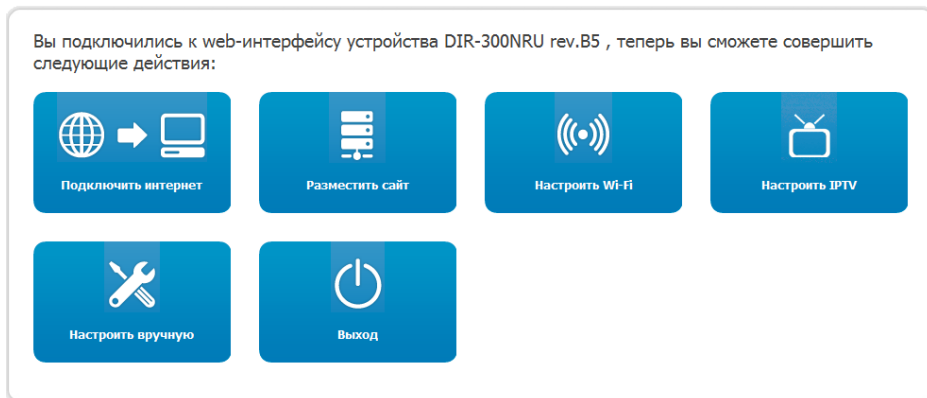 Вы подключились к web-интерфейсу устройства DIR-300NRU rev.B5 , теперь вы сможете совершить
следующие действия:
Подключить интернет
Разместить сайт
Настроить Wi-Fi
Настроить IPTV
Настроить вручную
Выход